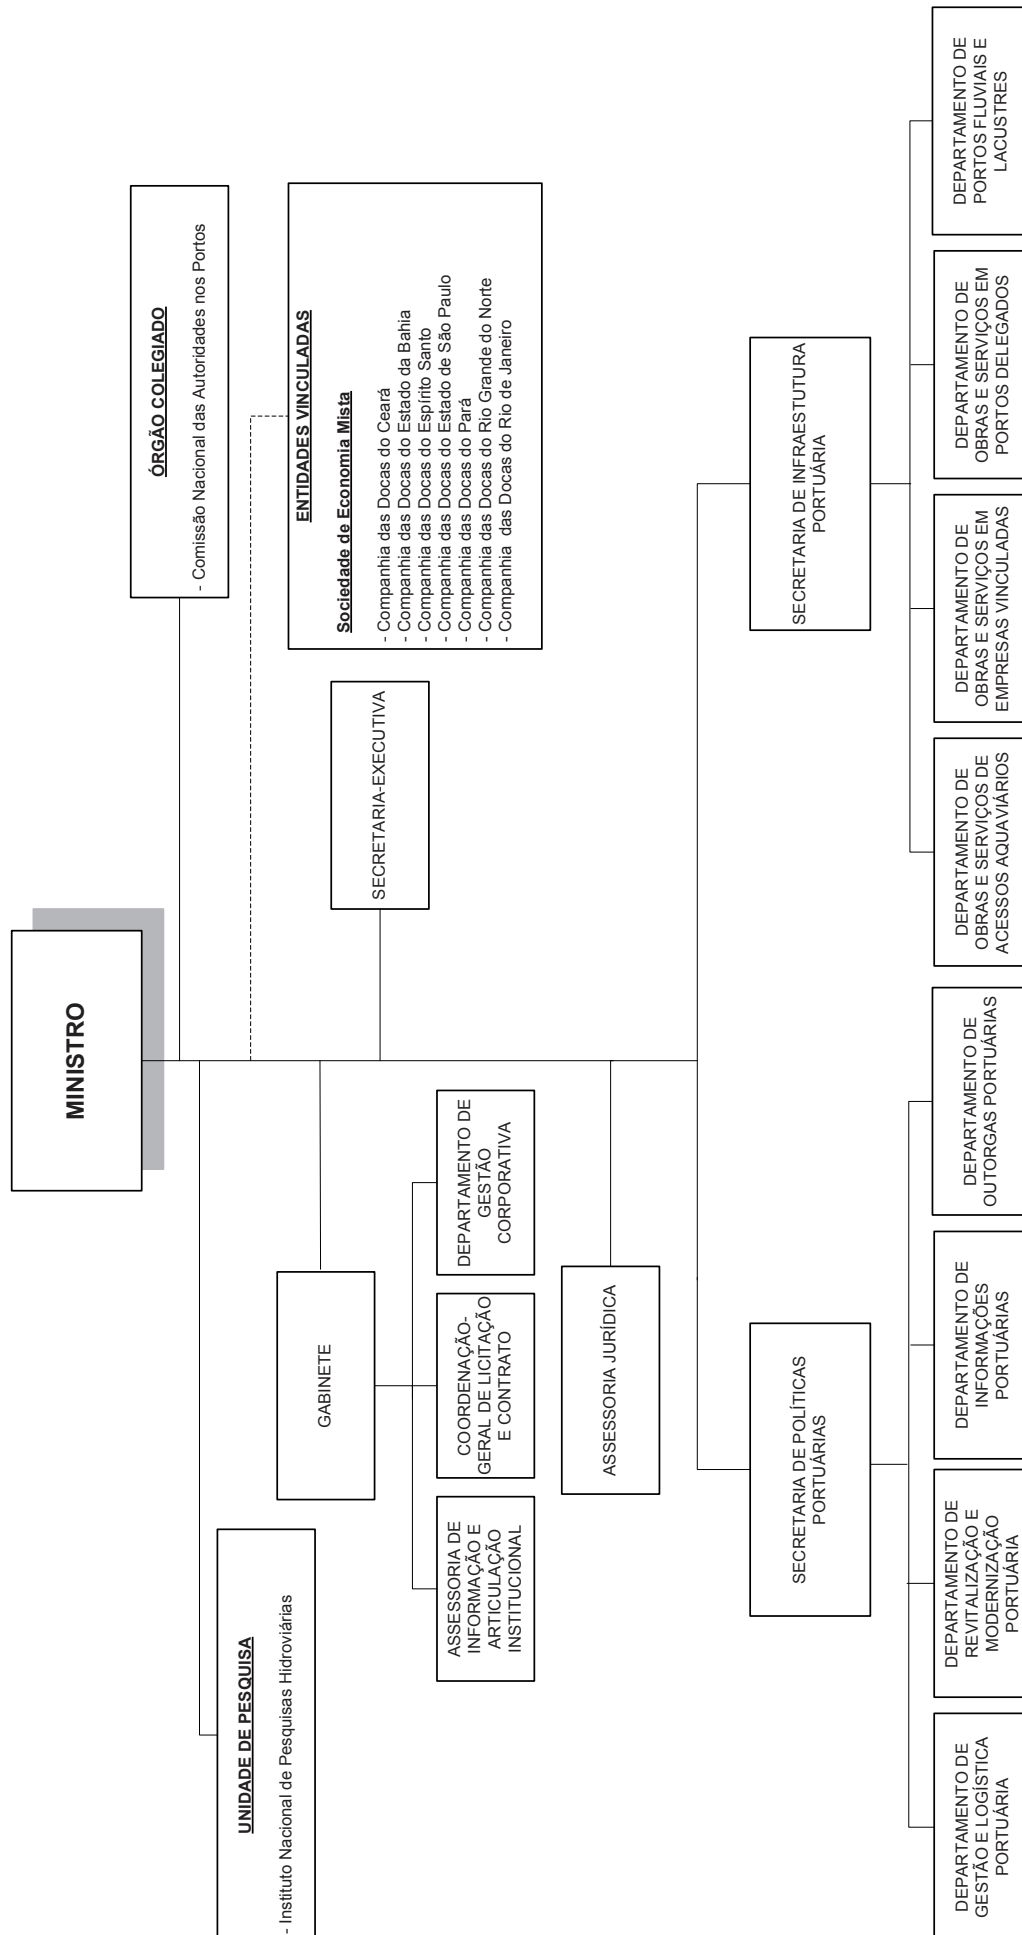 MINISTRO
ÓRGÃO COLEGIADO
- Comissão Nacional das Autoridades nos Portos
UNIDADE DE PESQUISA
- Instituto Nacional de Pesquisas Hidroviárias
ENTIDADES VINCULADAS
Sociedade de Economia Mista
- Companhia das Docas do Ceará
- Companhia das Docas do Estado da Bahia
- Companhia das Docas do Espírito Santo
- Companhia das Docas do Estado de São Paulo
- Companhia das Docas do Pará
- Companhia das Docas do Rio Grande do Norte
- Companhia das Docas do Rio de Janeiro
GABINETE
SECRETARIA-EXECUTIVA
ASSESSORIA DE
INFORMAÇÃO E
ARTICULAÇÃO
INSTITUCIONAL
COORDENAÇÃO-
GERAL DE LICITAÇÃO
E CONTRATO
DEPARTAMENTO DE
GESTÃO
CORPORATIVA
ASSESSORIA JURÍDICA
SECRETARIA DE POLÍTICAS
PORTUÁRIAS
SECRETARIA DE INFRAESTUTURA
PORTUÁRIA
DEPARTAMENTO DE
GESTÃO E LOGÍSTICA
PORTUÁRIA
DEPARTAMENTO DE
REVITALIZAÇÃO E
MODERNIZAÇÃO
PORTUÁRIA
DEPARTAMENTO DE
INFORMAÇÕES
PORTUÁRIAS
DEPARTAMENTO DE
OUTORGAS PORTUÁRIAS
DEPARTAMENTO DE
OBRAS E SERVIÇOS DE
ACESSOS AQUAVIÁRIOS
DEPARTAMENTO DE
OBRAS E SERVIÇOS EM
EMPRESAS VINCULADAS
DEPARTAMENTO DE
OBRAS E SERVIÇOS EM
PORTOS DELEGADOS
DEPARTAMENTO DE
PORTOS FLUVIAIS E
LACUSTRES